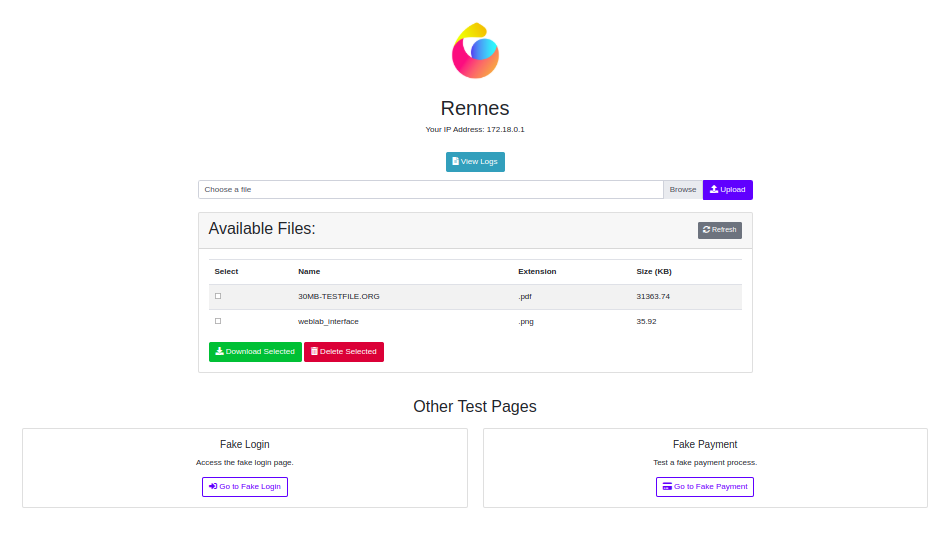 Rennes
Your IP Address: 172.18.0.1
View Logs
Choose a file Browse Upload
Available Files: Refresh
Select Name Extension Size (KB)
30MB-TESTFILE.ORG .pdf 31363.74
weblab_interface .png 35.92
Download Selected Delete Selected
Other Test Pages
Fake Login
Access the fake login page.
Go to Fake Login
Fake Payment
Test a fake payment process.
Go to Fake Payment